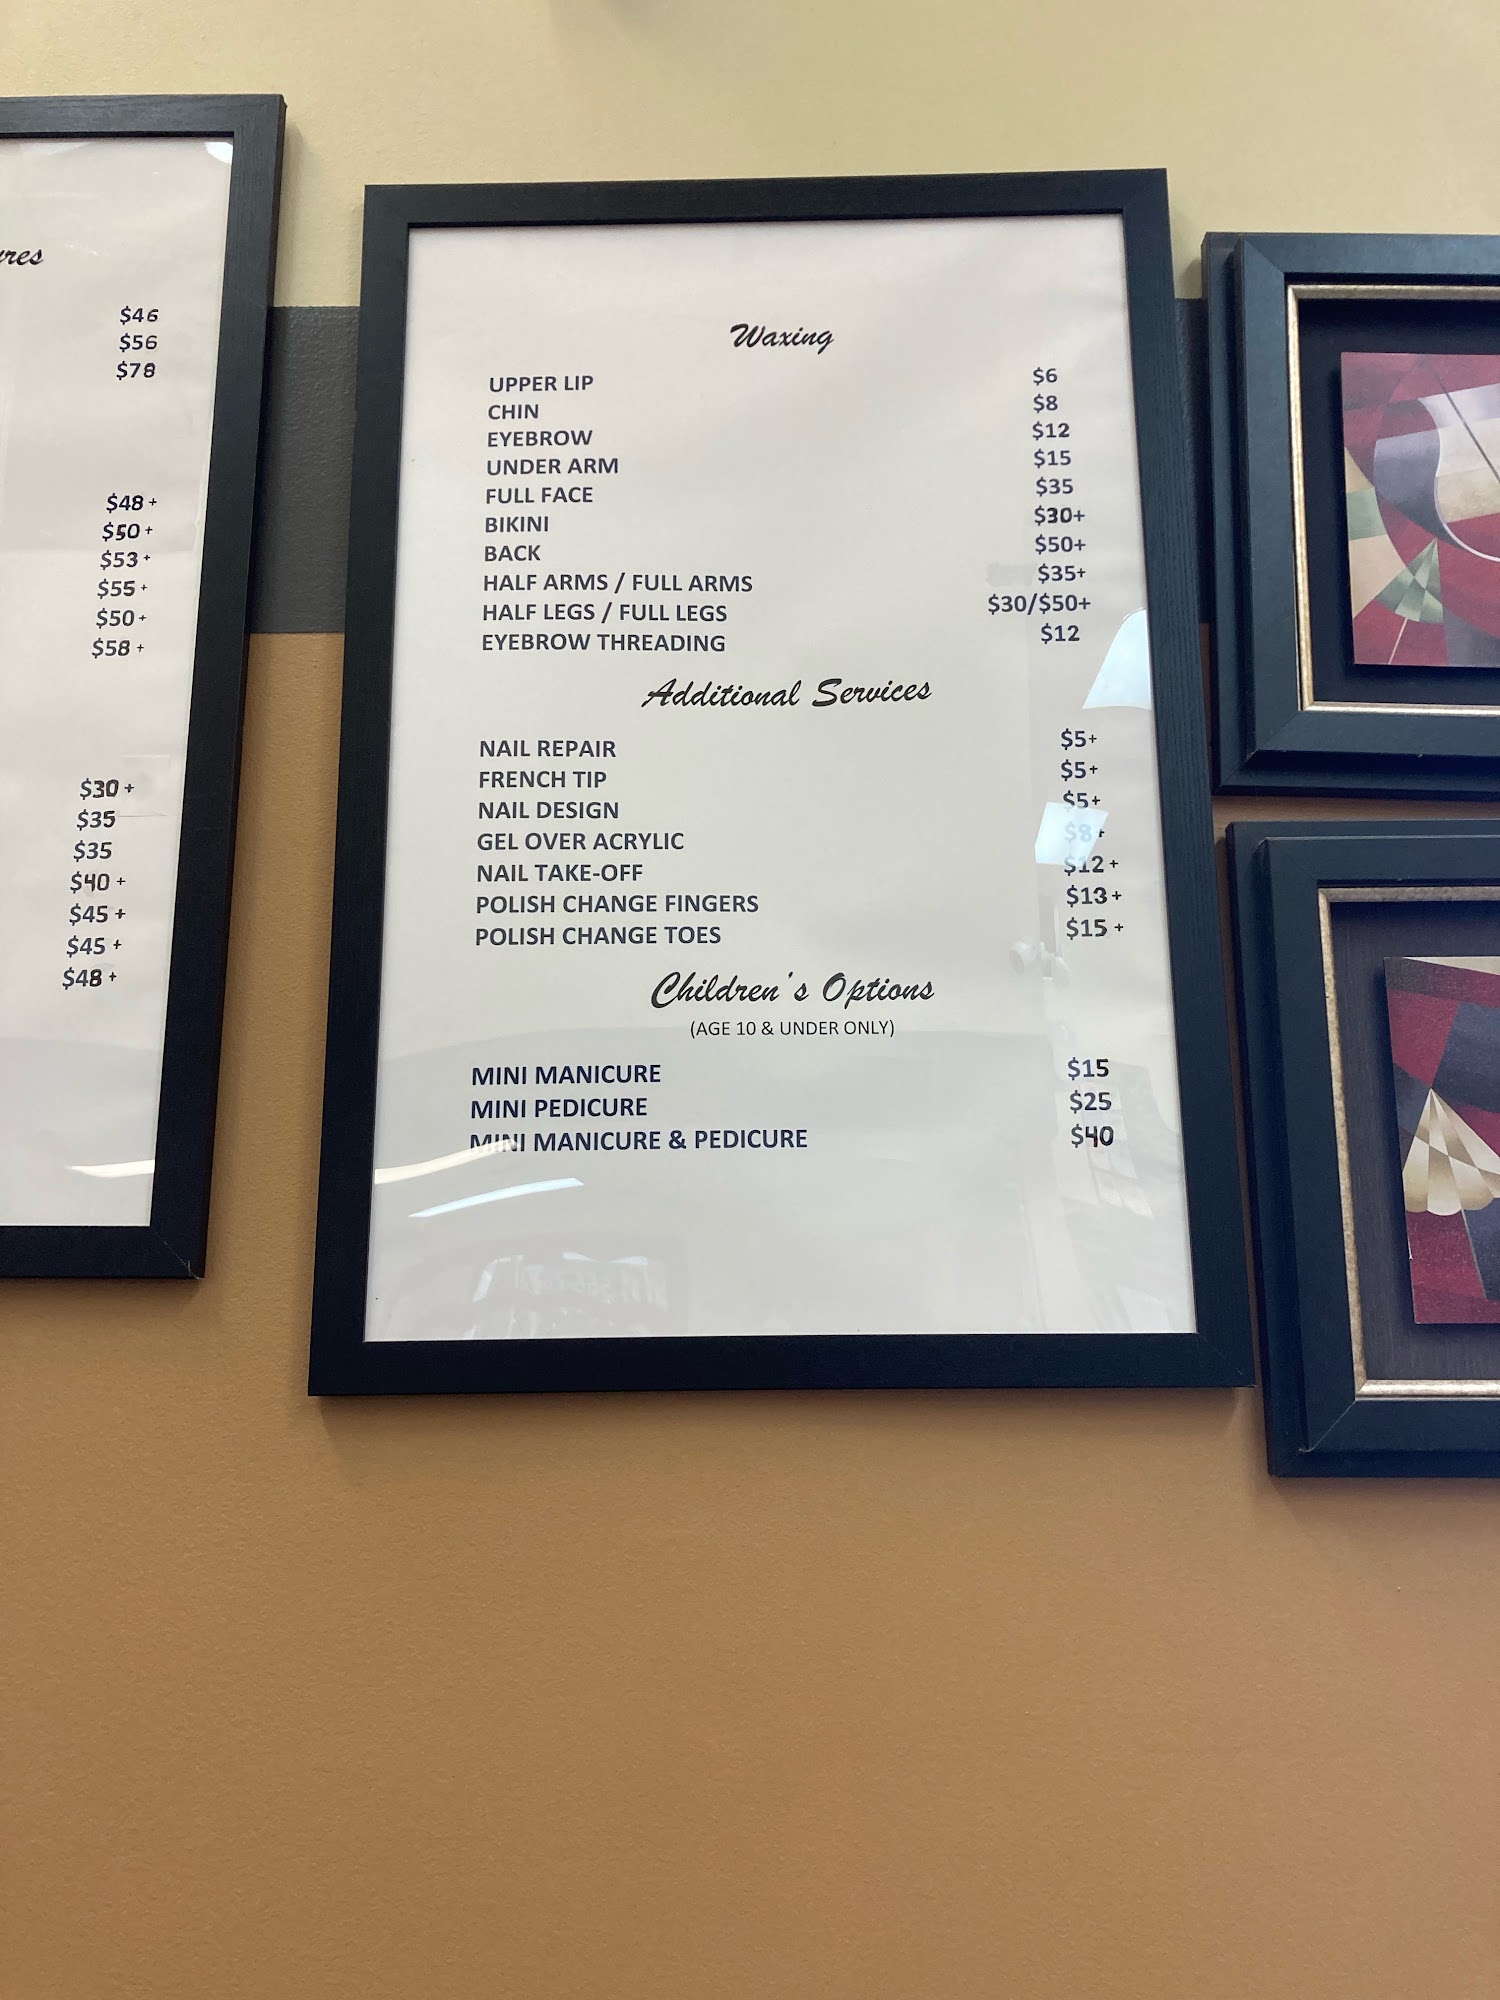 $46
$56
$78
$48+
$50+
$53+
$55+
$50+
$58+
$30+
$35
$35
$40+
$45+
$45+
$48+
Waxing
UPPER LIP $6
CHIN $8
EYEBROW $12
UNDER ARM $15
FULL FACE $35
BIKINI $30+
BACK $50+
HALF ARMS / FULL ARMS $35+
HALF LEGS / FULL LEGS $30/$50+
EYEBROW THREADING $12
Additional Services
NAIL REPAIR $5+
FRENCH TIP $5+
NAIL DESIGN $5+
GEL OVER ACRYLIC $8+
NAIL TAKE-OFF $12+
POLISH CHANGE FINGERS $13+
POLISH CHANGE TOES $15+
Children's Options
(AGE 10 & UNDER ONLY)
MINI MANICURE $15
MINI PEDICURE $25
MINI MANICURE & PEDICURE $40